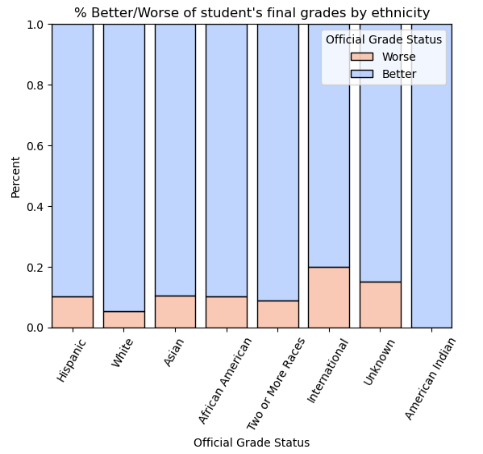 % Better/Worse of student's final grades by ethnicity
Official Grade Status
Worse
Better
Percent
1.0
0.8
0.6
0.4
0.2
0.0
Hispanic
White
Asian
African American
Two or More Races
International
Unknown
American Indian
Official Grade Status